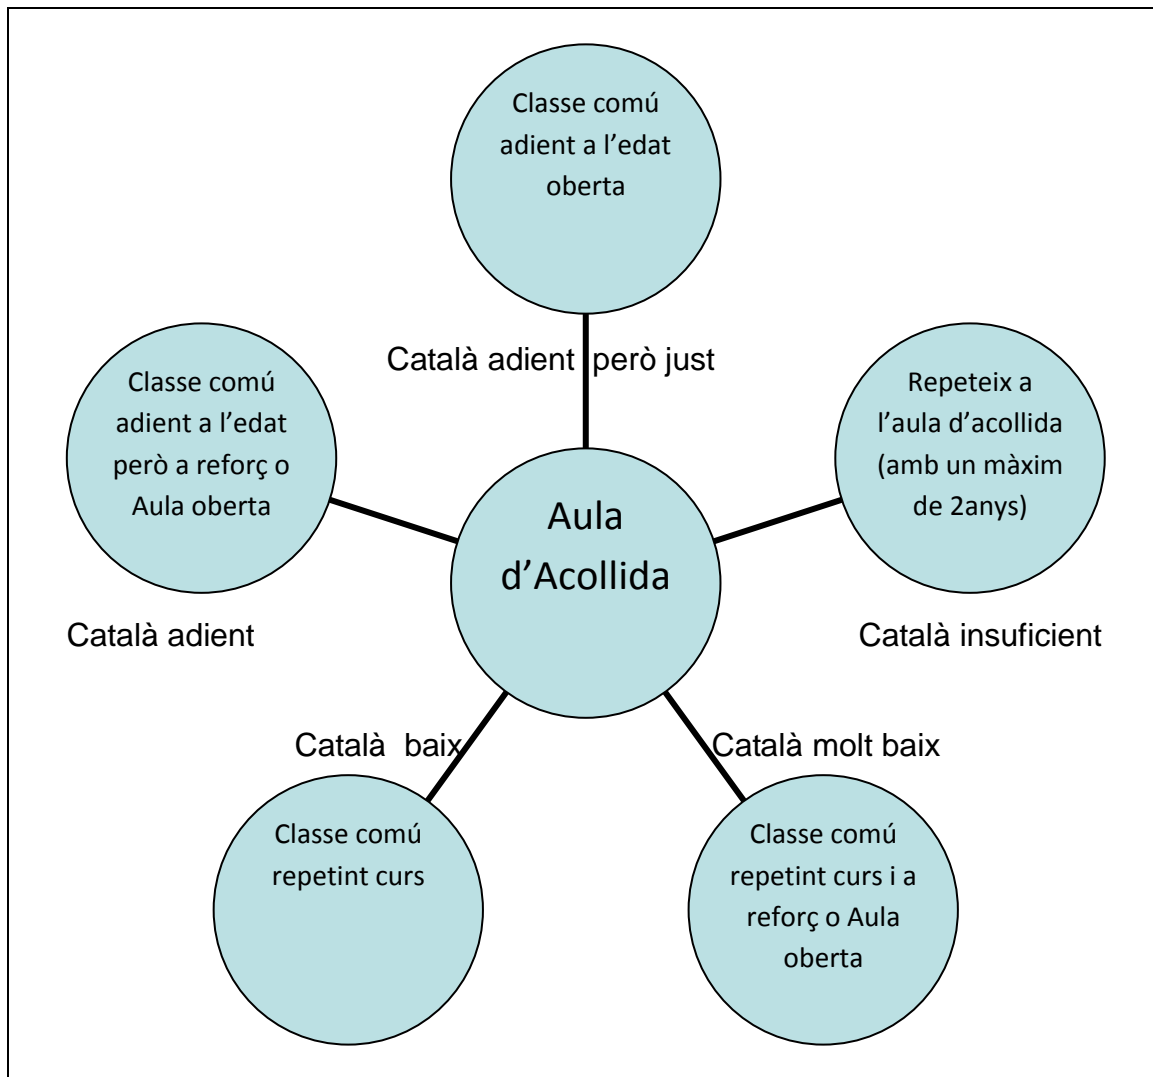 Classe comú
adient a l’edat
oberta
Català adient però just
Classe comú
adient a l’edat
però a reforç o
Aula oberta
Repeteix a
l’aula d’acollida
(amb un màxim
de 2anys)
Aula
d’Acollida
Català adient
Català insuficient
Català baix
Català molt baix
Classe comú
repetint curs
Classe comú
repetint curs i a
reforç o Aula
oberta